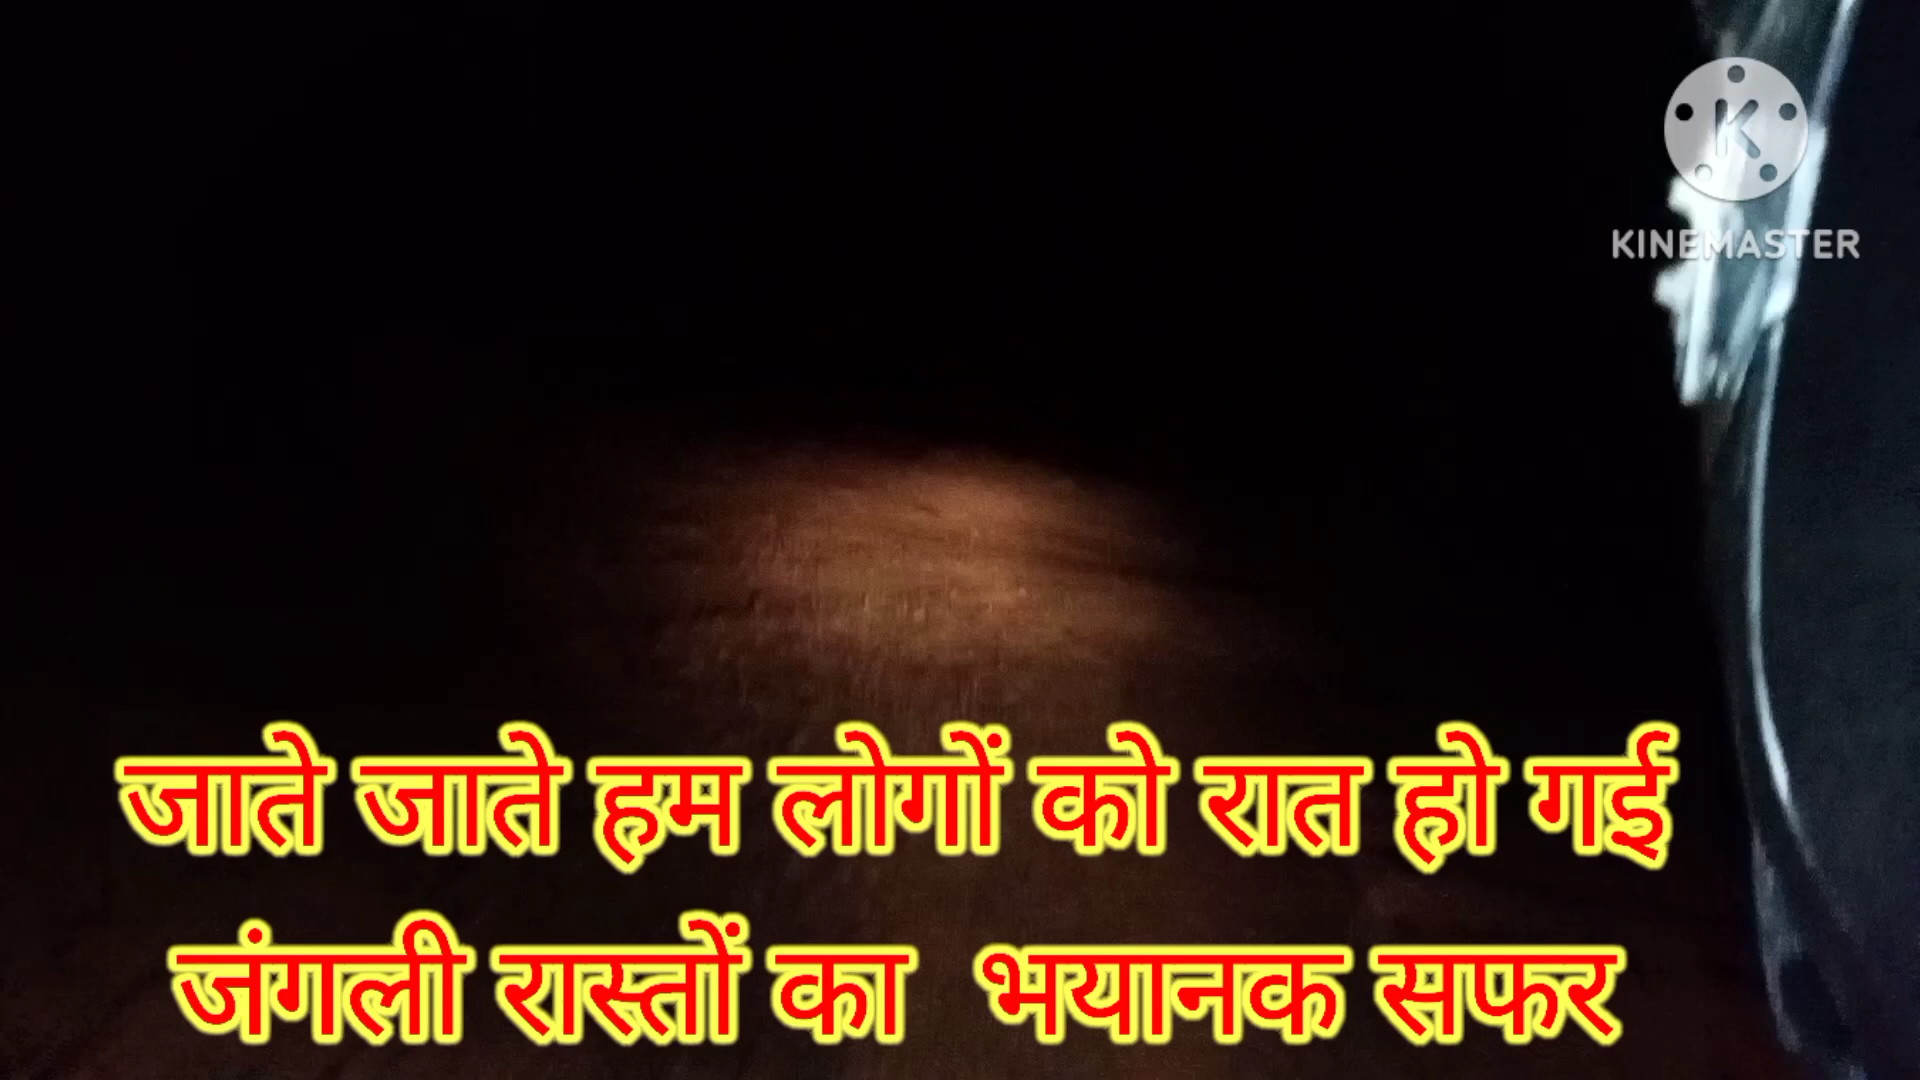 K
KINEMASTER
जाते जाते हम लोगों को रात हो गई
जंगली रास्तों का भयानक सफर